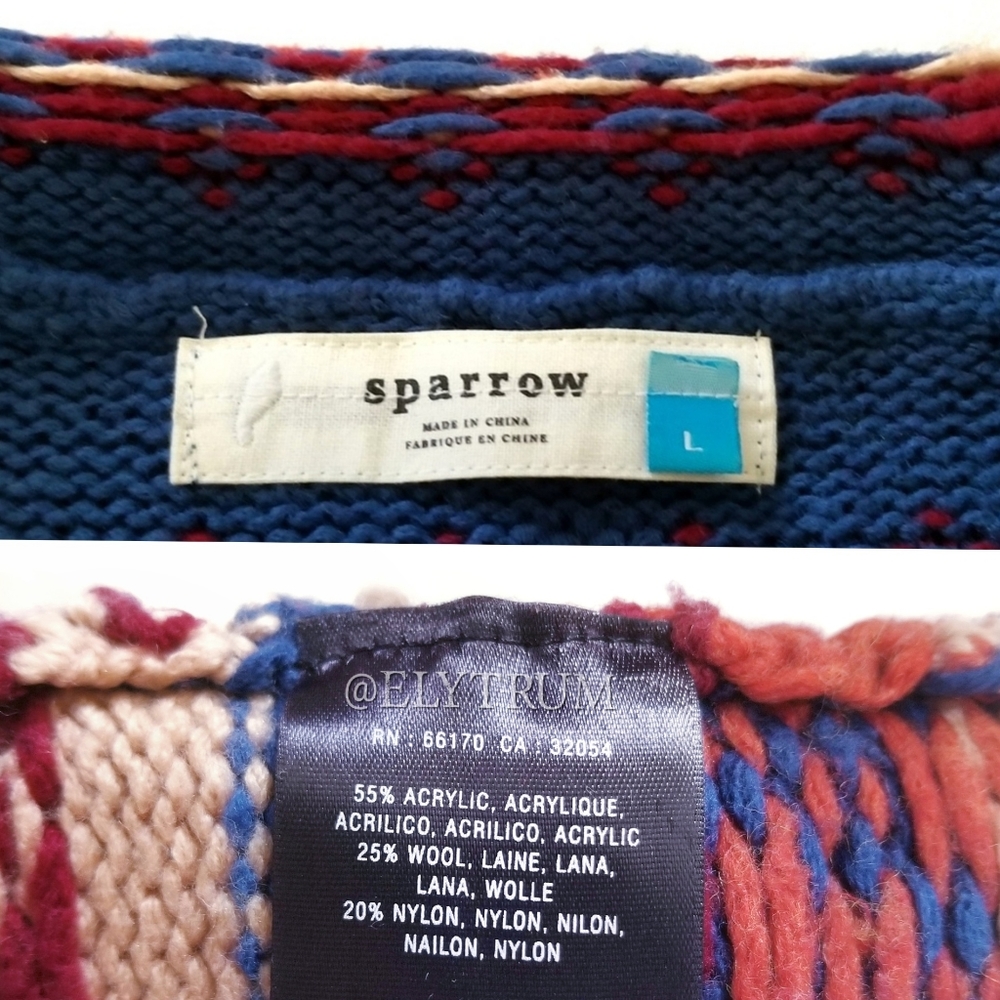 sparrow
MADE IN CHINA
FABRIQUE EN CHINE
L
@ELYTRUM
RN : 66170 CA : 32054
55% ACRYLIC, ACRYLIQUE,
ACRILICO, ACRILICO, ACRYLIC
25% WOOL, LAINE, LANA,
LANA, WOLLE
20% NYLON, NYLON, NILON,
NAILON, NYLON